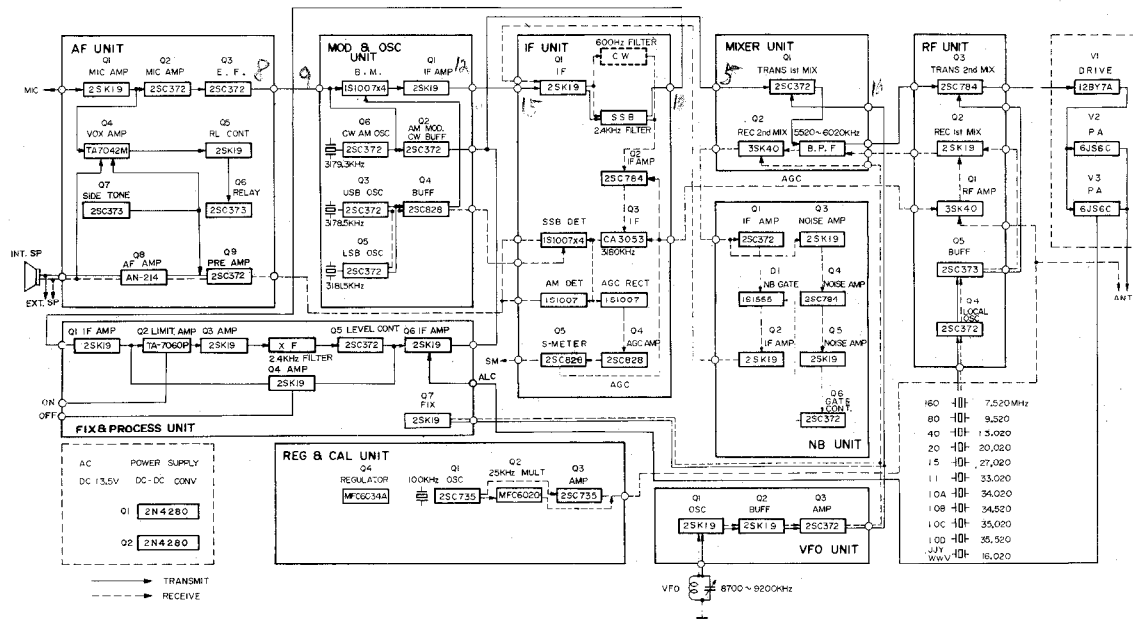 AF UNIT
Q1 MIC AMP 2SK19
Q2 MIC AMP 2SC372
Q3 E. F. 2SC372
MIC
Q4 VOX AMP TA7042M
Q5 RL CONT 2SK19
Q7 SIDE TONE 2SC373
Q6 RELAY 2SC373
INT. SP
EXT. SP
Q8 AF AMP AN-214
Q9 PRE AMP 2SC372
8
9
MOD & OSC UNIT
B. M. 1S1007x4
Q1 IF AMP 2SK19
12
Q6 CW AM OSC 2SC372
3179.3KHz
Q2 AM MOD. CW BUFF 2SC372
Q3 USB OSC 2SC372
3178.5KHz
Q4 BUFF 2SC828
Q5 LSB OSC 2SC372
3181.5KHz
IF UNIT
600Hz FILTER
CW
Q1 IF 2SK19
SSB
2.4KHz FILTER
Q2 IF AMP 2SC784
Q3 IF CA3053
3180KHz
SSB DET 1S1007x4
AM DET 1S1007
AGC RECT 1S1007
Q5 S-METER 2SC828
Q4 AGC AMP 2SC828
SM
AGC
MIXER UNIT
5
Q1 TRANS 1st MIX 2SC372
Q2 REC 2nd MIX 3SK40
5520~6020KHz
B.P.F
AGC
RF UNIT
Q3 TRANS 2nd MIX 2SC784
Q2 REC 1st MIX 2SK19
Q1 RF AMP 3SK40
Q5 BUFF 2SC373
Q4 LOCAL OSC 2SC372
V1 DRIVE 12BY7A
V2 PA 6JS6C
V3 PA 6JS6C
ANT
Q1 IF AMP 2SC372
Q3 NOISE AMP 2SK19
D1 NB GATE 1S1555
Q4 NOISE AMP 2SC784
Q2 IF AMP 2SK19
Q5 NOISE AMP 2SK19
Q6 GATE CONT. 2SC372
NB UNIT
Q1 IF AMP 2SK19
Q2 LIMIT. AMP TA-7060P
Q3 AMP 2SK19
XF
2.4KHz FILTER
Q5 LEVEL CONT 2SC372
Q6 IF AMP 2SK19
Q4 AMP 2SK19
ALC
ON
OFF
Q7 FIX 2SK19
FIX & PROCESS UNIT
AC POWER SUPPLY
DC 13.5V DC-DC CONV
Q1 2N4280
Q2 2N4280
REG & CAL UNIT
Q4 REGULATOR MFC6034A
Q1 100KHz OSC 2SC735
Q2 25KHz MULT MFC6020
Q3 AMP 2SC735
Q1 OSC 2SK19
Q2 BUFF 2SK19
Q3 AMP 2SC372
VFO UNIT
VFO 8700~9200KHz
160 7,520MHz
80 9,520
40 13,020
20 20,020
15 27,020
11 33,020
10A 34,020
10B 34,520
10C 35,020
10D 35,520
JJY WWV 16,020
TRANSMIT
RECEIVE